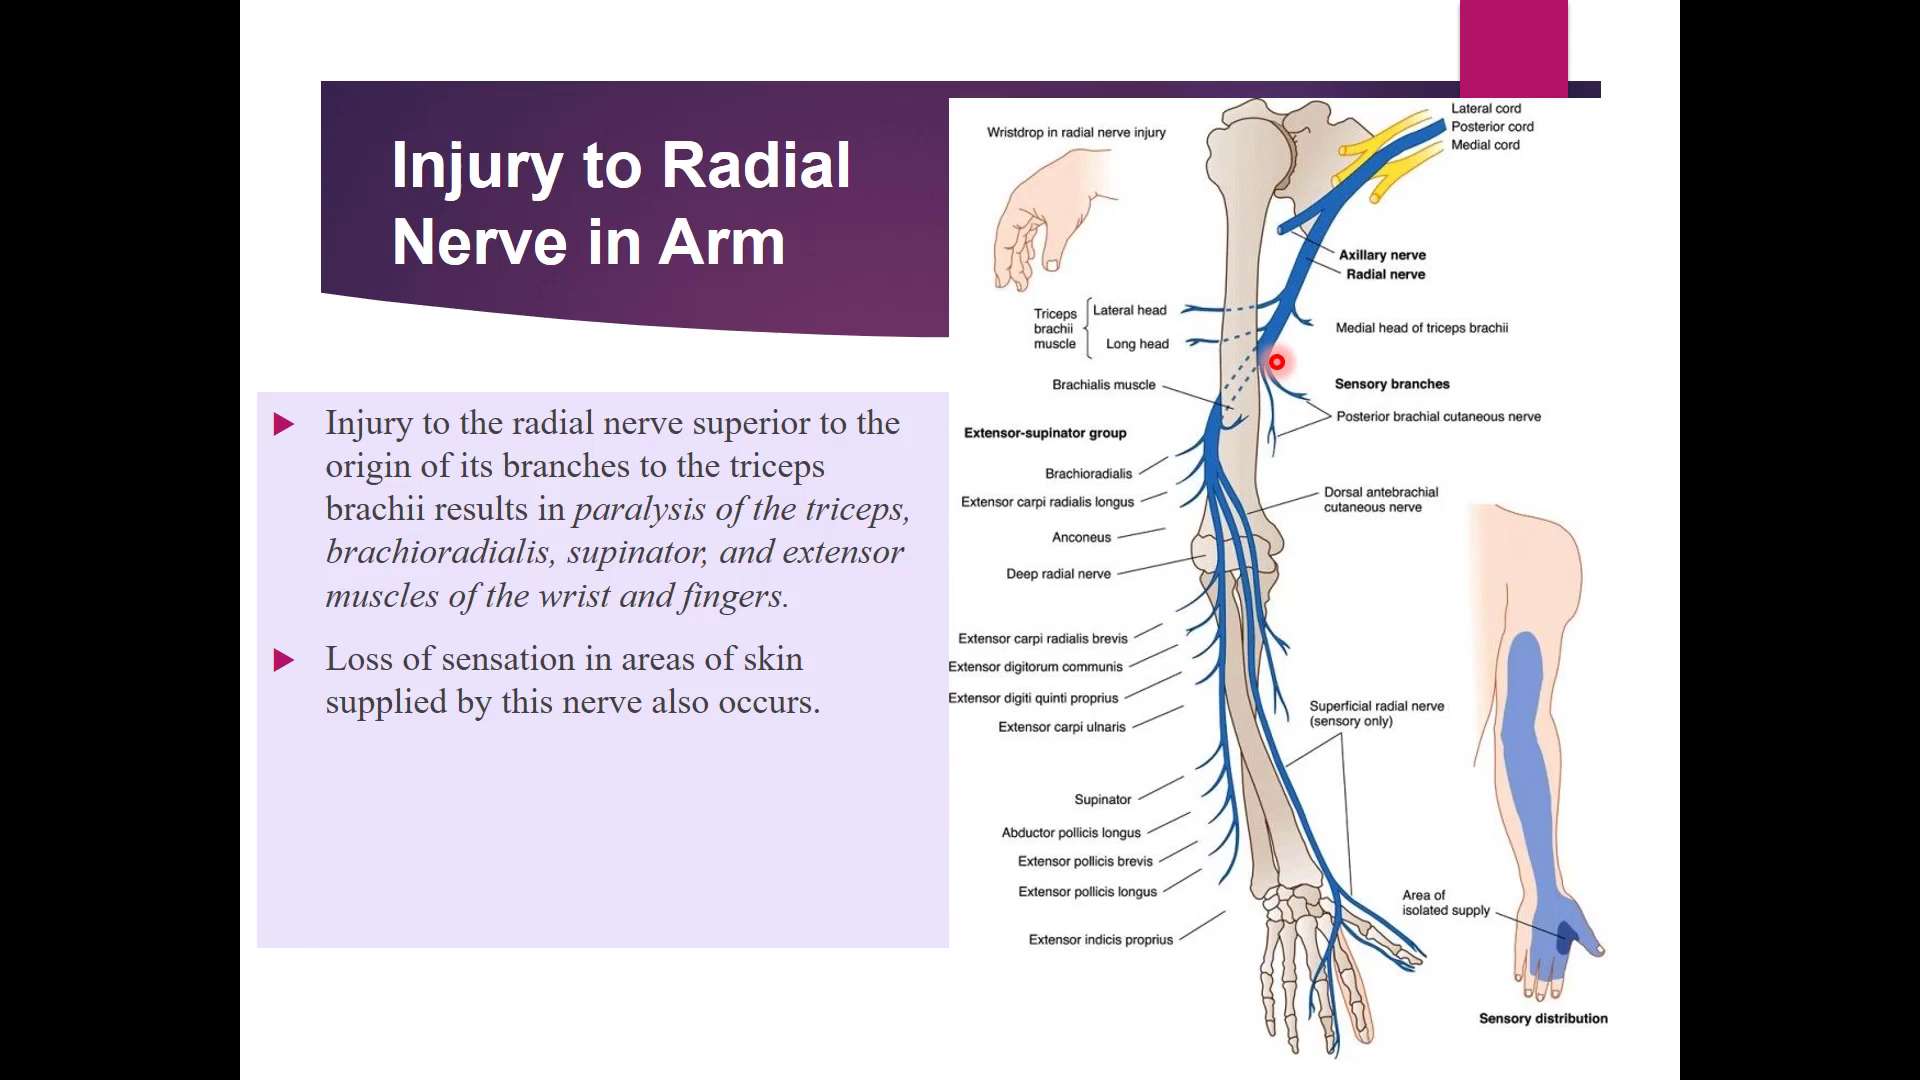 Injury to Radial
Nerve in Arm
Injury to the radial nerve superior to the
origin of its branches to the triceps
brachii results in paralysis of the triceps,
brachioradialis, supinator, and extensor
muscles of the wrist and fingers.
Loss of sensation in areas of skin
supplied by this nerve also occurs.
Wristdrop in radial nerve injury
Lateral cord
Posterior cord
Medial cord
Axillary nerve
Radial nerve
Triceps
brachii
muscle
Lateral head
Long head
Medial head of triceps brachii
Brachialis muscle
Sensory branches
Posterior brachial cutaneous nerve
Extensor-supinator group
Brachioradialis
Extensor carpi radialis longus
Dorsal antebrachial
cutaneous nerve
Anconeus
Deep radial nerve
Extensor carpi radialis brevis
Extensor digitorum communis
Extensor digiti quinti proprius
Extensor carpi ulnaris
Superficial radial nerve
(sensory only)
Supinator
Abductor pollicis longus
Extensor pollicis brevis
Extensor pollicis longus
Extensor indicis proprius
Area of
isolated supply
Sensory distribution